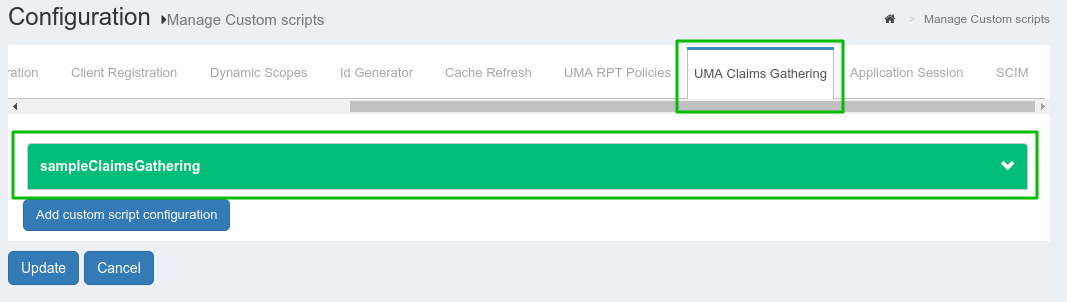 Configuration Manage Custom scripts
> Manage Custom scripts
ration Client Registration Dynamic Scopes Id Generator Cache Refresh UMA RPT Policies UMA Claims Gathering Application Session SCIM
sampleClaimsGathering
Add custom script configuration
Update Cancel